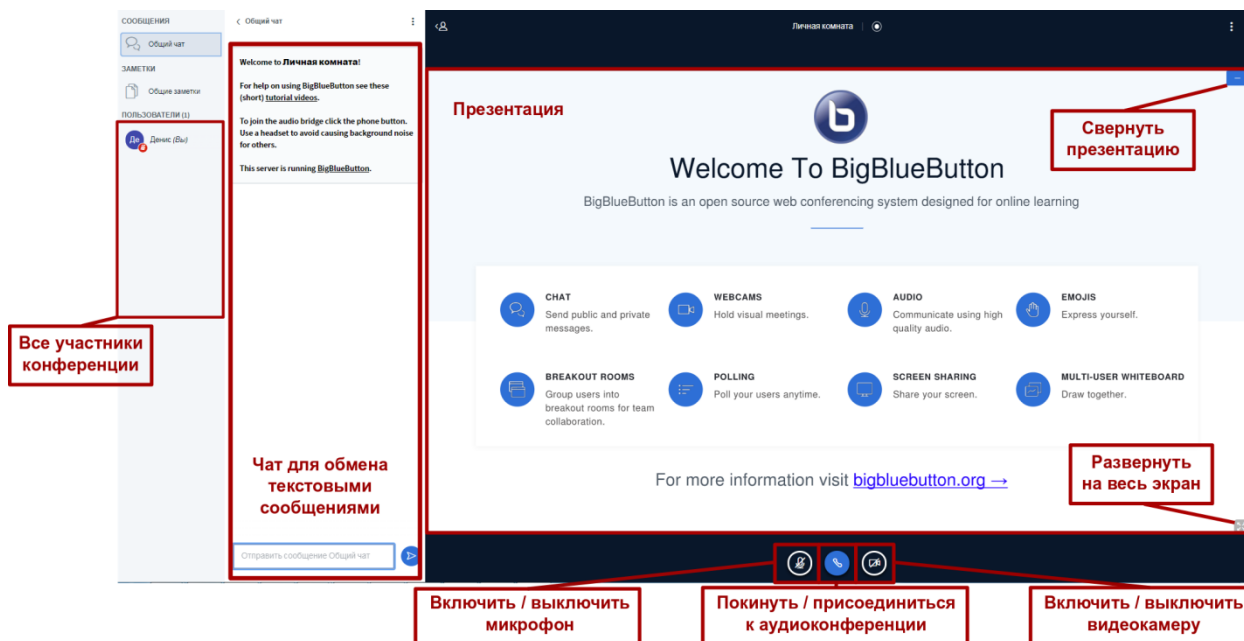 СООБЩЕНИЯ
Общий чат
ЗАМЕТКИ
Общие заметки
ПОЛЬЗОВАТЕЛИ (1)
Де
Денис (Вы)
Все участники
конференции
Общий чат
Welcome to Личная комната!
For help on using BigBlueButton see these
(short) tutorial videos.
To join the audio bridge click the phone button.
Use a headset to avoid causing background noise
for others.
This server is running BigBlueButton.
Чат для обмена
текстовыми
сообщениями
Отправить сообщение Общий чат
Личная комната
Презентация
Свернуть
презентацию
b
Welcome To BigBlueButton
BigBlueButton is an open source web conferencing system designed for online learning
CHAT
Send public and private
messages.
WEBCAMS
Hold visual meetings.
AUDIO
Communicate using high
quality audio.
EMOJIS
Express yourself.
BREAKOUT ROOMS
Group users into
breakout rooms for team
collaboration.
POLLING
Poll your users anytime.
SCREEN SHARING
Share your screen.
MULTI-USER WHITEBOARD
Draw together.
For more information visit bigbluebutton.org →
Развернуть
на весь экран
Включить / выключить
микрофон
Покинуть / присоединиться
к аудиоконференции
Включить / выключить
видеокамеру